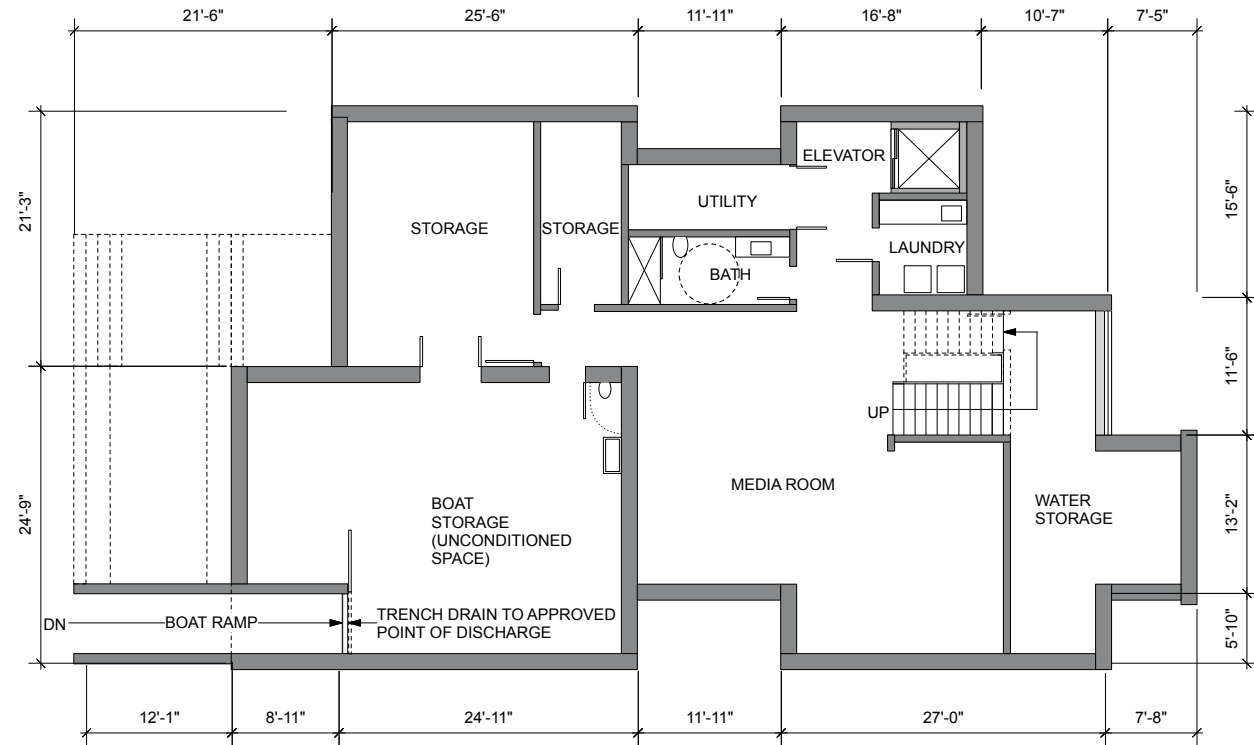 21'-6"
25'-6"
11'-11"
16'-8"
10'-7"
7'-5"
ELEVATOR
21'-3"
15'-6"
UTILITY
STORAGE
STORAGE
LAUNDRY
BATH
11'-6"
UP
24'-9"
MEDIA ROOM
BOAT
STORAGE
(UNCONDITIONED
SPACE)
WATER
STORAGE
13'-2"
DN
BOAT RAMP
TRENCH DRAIN TO APPROVED
POINT OF DISCHARGE
5'-10"
12'-1"
8'-11"
24'-11"
11'-11"
27'-0"
7'-8"